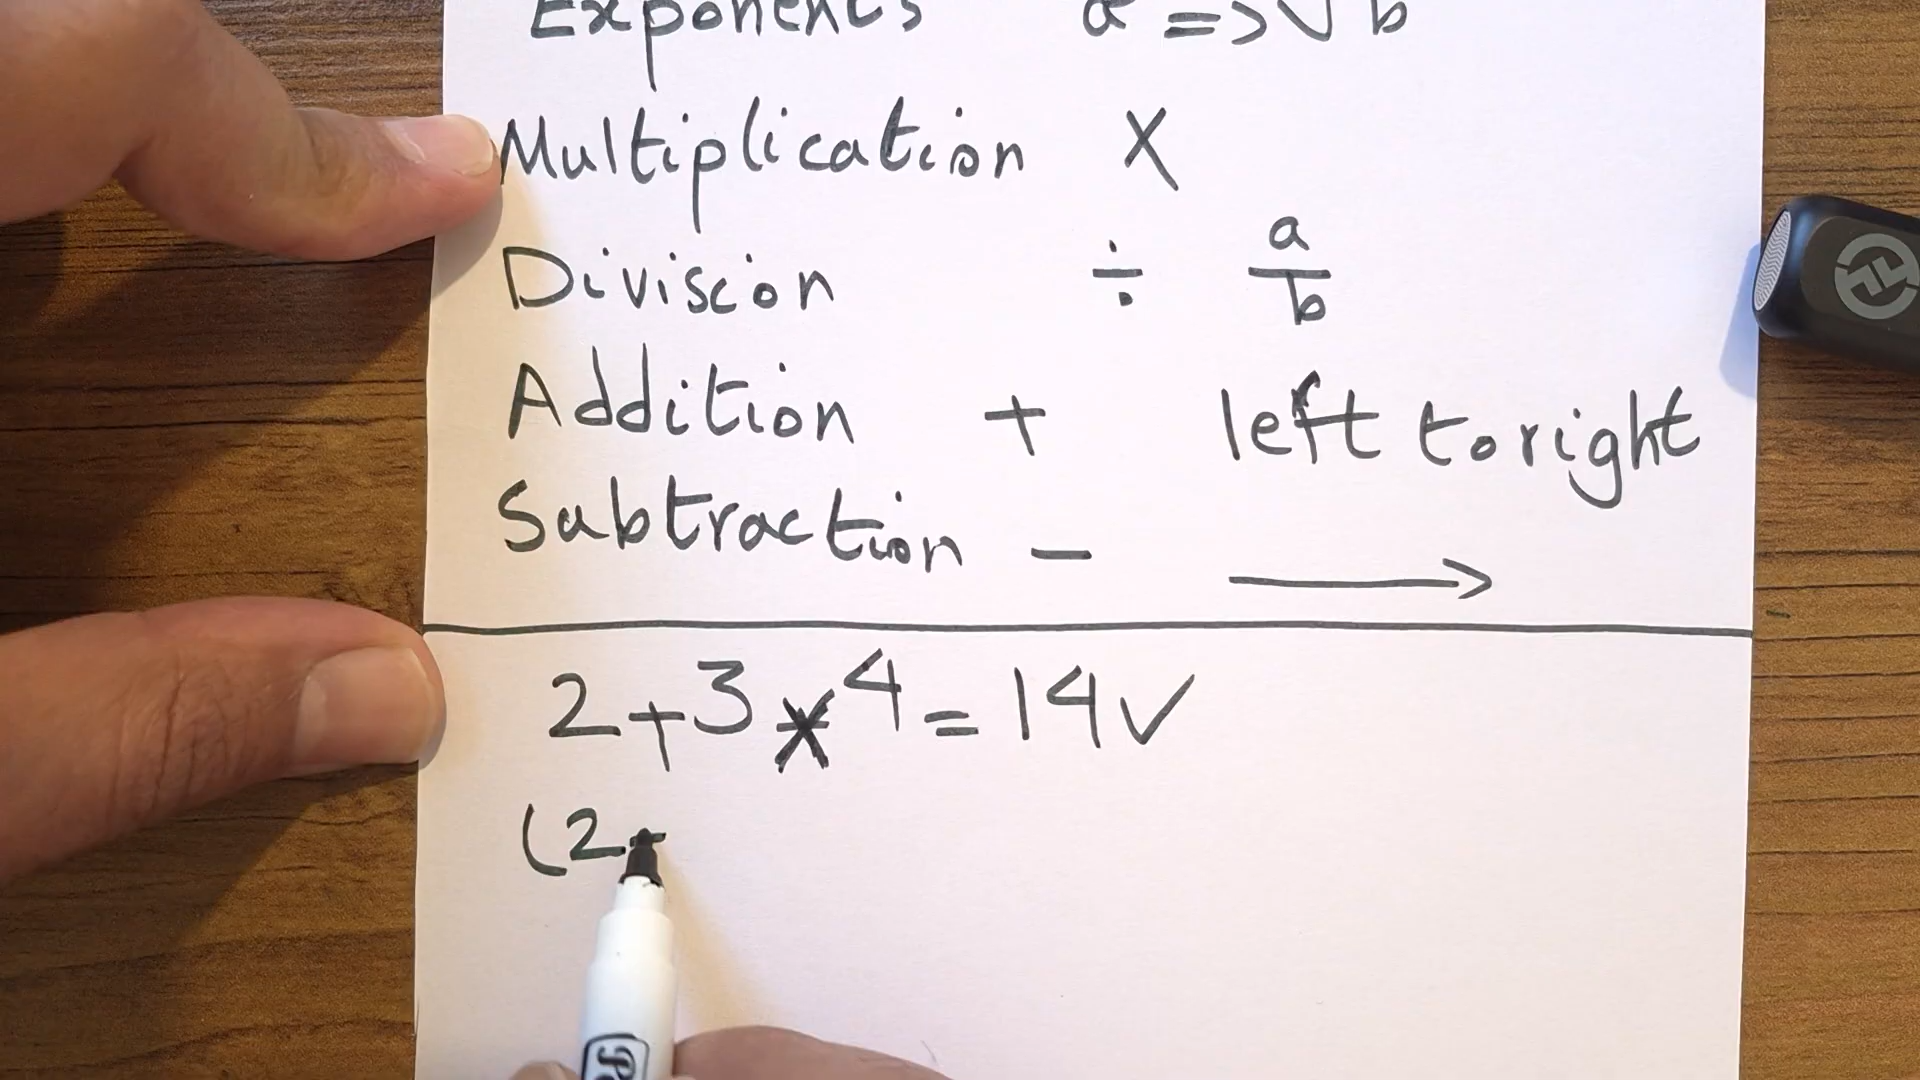 Exponents a => √b
Multiplication X
Division ÷ a/b
Addition + left to right
Subtraction - →
2+3*4=14✓
(2+